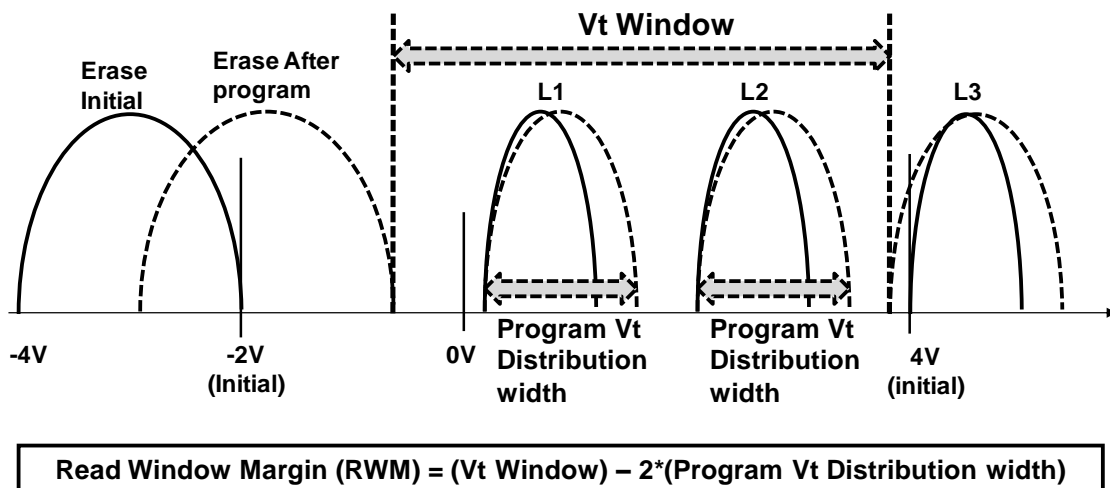 Vt Window
Erase
Initial
Erase After
program
L1
L2
L3
-4V
-2V
(Initial)
0V
Program Vt
Distribution
width
Program Vt
Distribution
width
4V
(initial)
Read Window Margin (RWM) = (Vt Window) – 2*(Program Vt Distribution width)